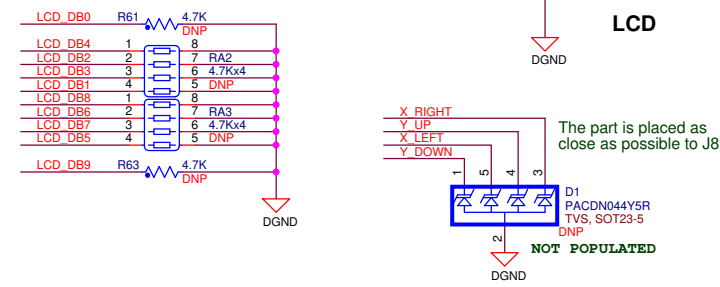 LCD_DB0 R61 4.7K
DNP
LCD_DB4 1 8
LCD_DB2 2 7 RA2
LCD_DB3 3 6 4.7Kx4
LCD_DB1 4 5 DNP
LCD_DB8 1 8
LCD_DB6 2 7 RA3
LCD_DB7 3 6 4.7Kx4
LCD_DB5 4 5 DNP
LCD_DB9 R63 4.7K
DNP
DGND
LCD
DGND
X_RIGHT
Y_UP
X_LEFT
Y_DOWN
The part is placed as
close as possible to J8
1 5 4 3
D1
PACDN044Y5R
TVS, SOT23-5
DNP
2
NOT POPULATED
DGND